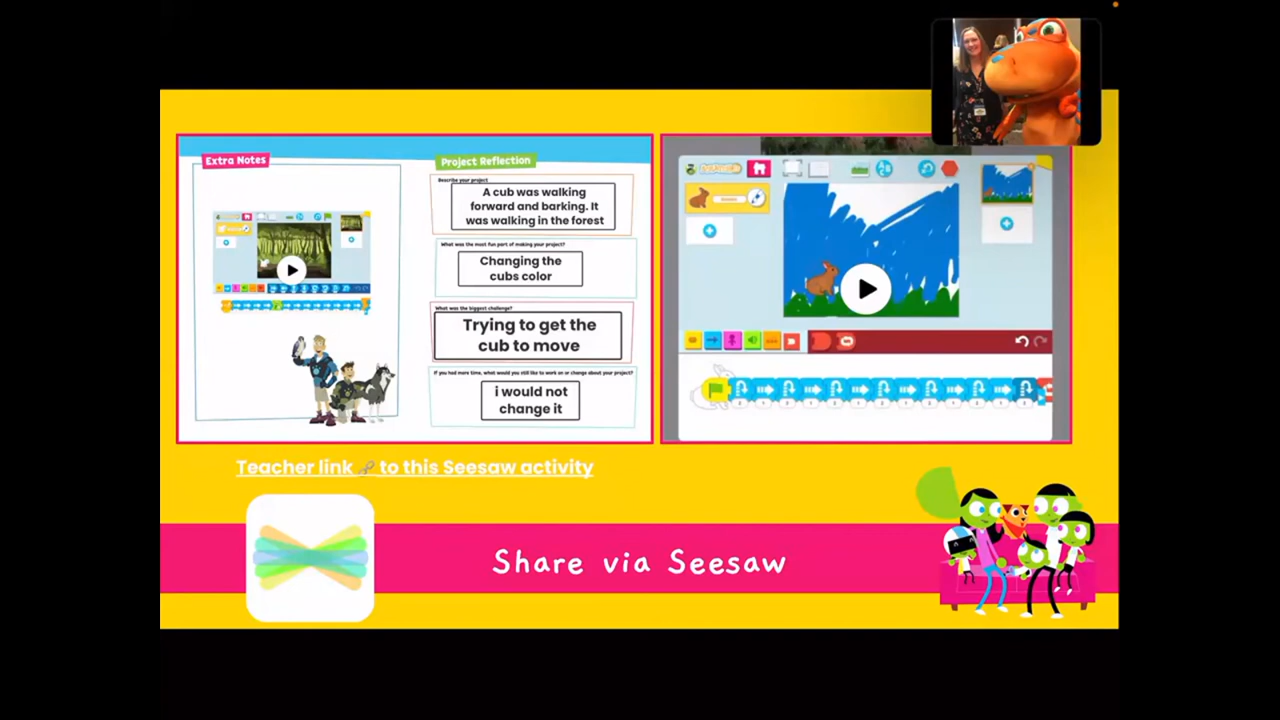 Extra Notes
Project Reflection
Describe your project
A cub was walking
forward and barking. It
was walking in the forest
What was the most fun part of making your project?
Changing the
cubs color
What was the biggest challenge?
Trying to get the
cub to move
If you had more time, what would you still like to work on or change about your project?
i would not
change it
Teacher link to this Seesaw activity
Share via Seesaw